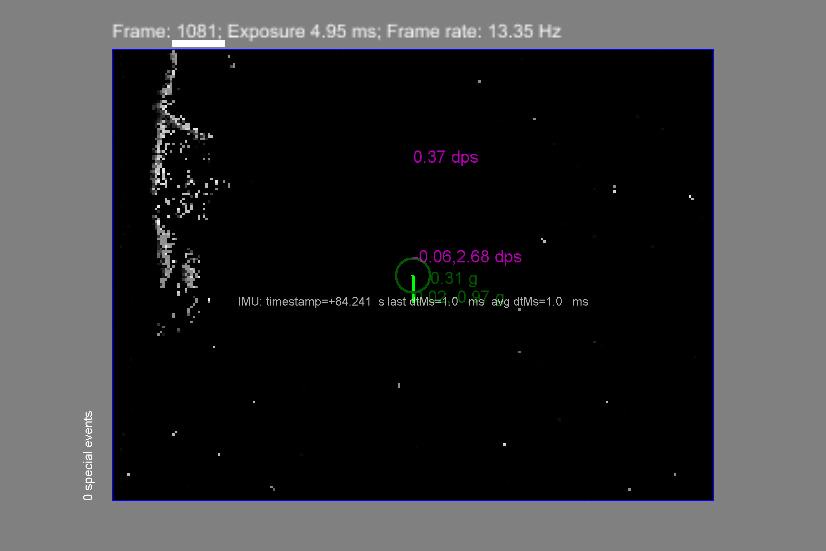 Frame: 1081; Exposure 4.95 ms; Frame rate: 13.35 Hz
0.37 dps
-0.06,2.68 dps
0.31 g
0.97 g
IMU: timestamp=+84.241 s last dtMs=1.0 ms avg dtMs=1.0 ms
0 special events